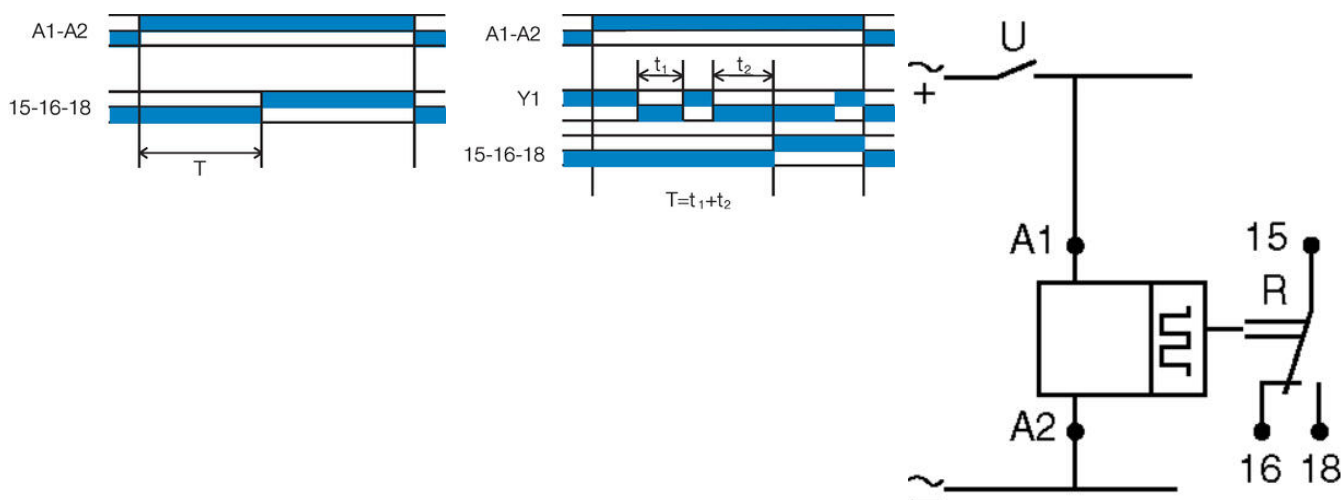 A1-A2
15-16-18
T
A1-A2
t₁ t₂
Y1
15-16-18
T=t₁+t₂
U
~
+
A1
15
R
A2
16 18
~